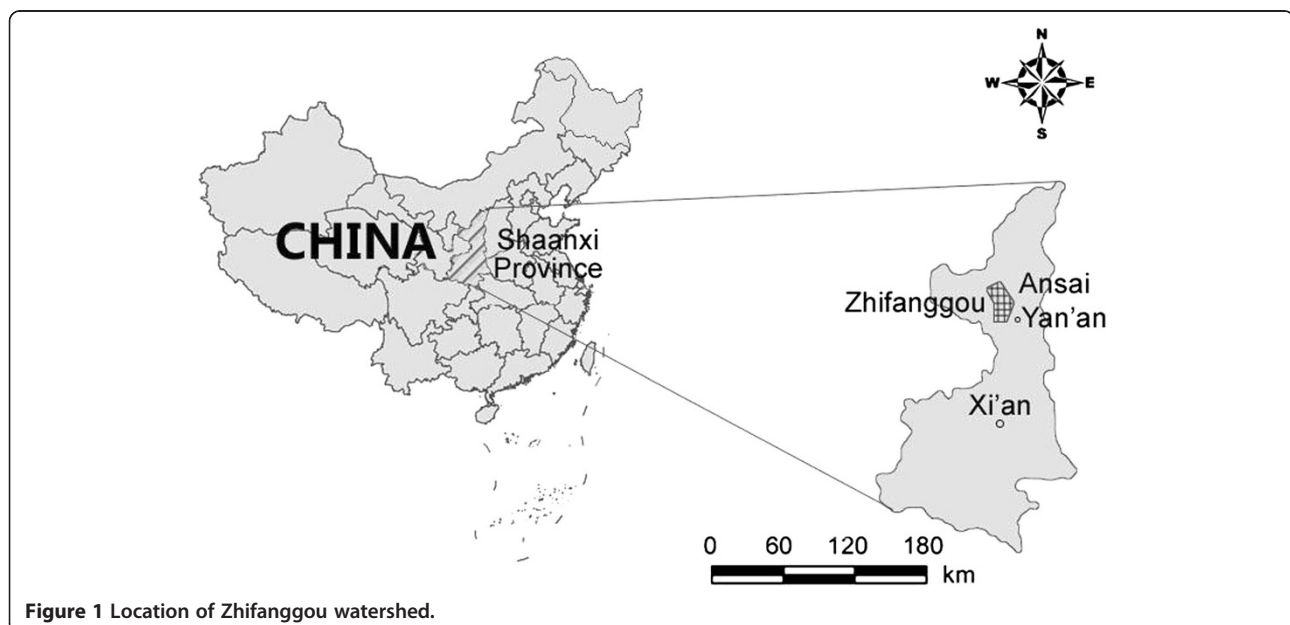 N
W E
S
CHINA
Shaanxi
Province
Ansai
Zhifanggou
Yan'an
Xi'an
0 60 120 180
km
Figure 1 Location of Zhifanggou watershed.